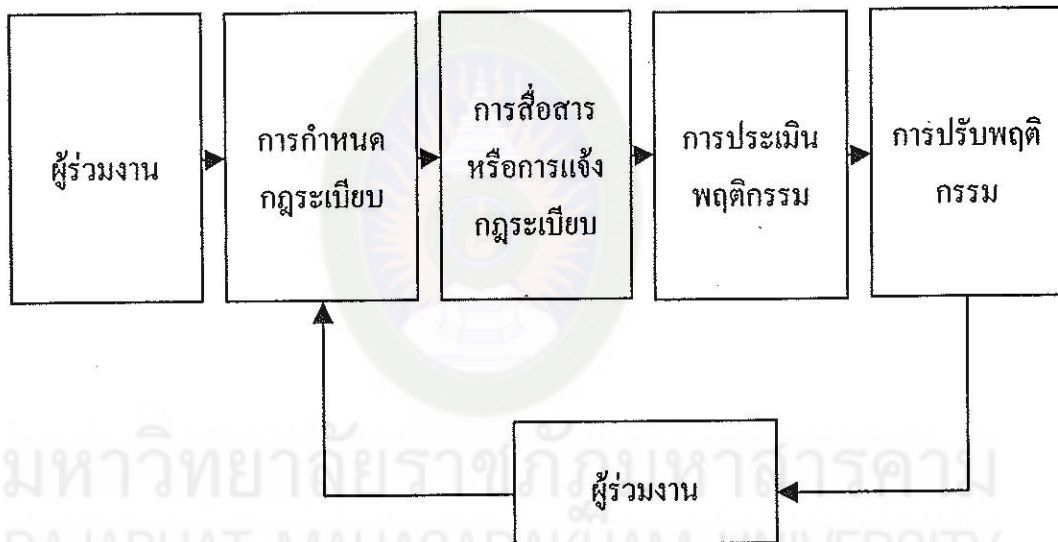 ผู้ร่วมงาน
การกำหนด
กฎระเบียบ
การสื่อสาร
หรือการแจ้ง
กฎระเบียบ
การประเมิน
พฤติกรรม
การปรับพฤติ
กรรม
ผู้ร่วมงาน
มหาวิทยาลัยราชภัฏมหาสารคาม
RAJABHAT MAHASARAKHAM UNIVERSITY